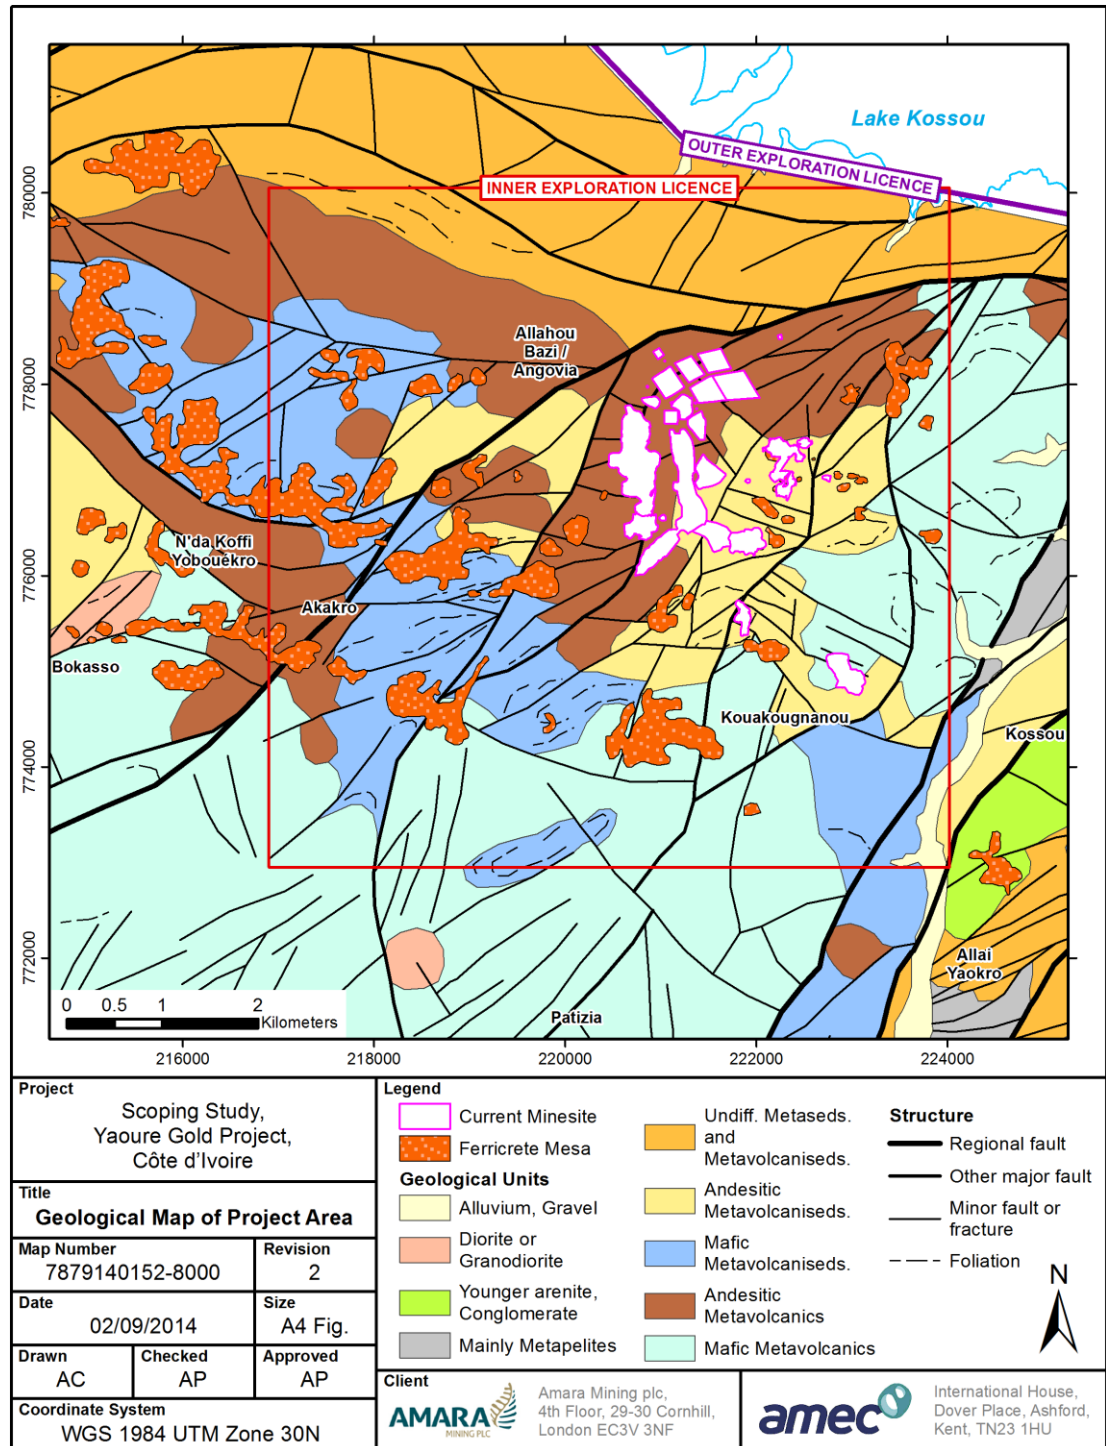 Lake Kossou
OUTER EXPLORATION LICENCE
INNER EXPLORATION LICENCE
780000
778000
776000
774000
772000
Allahou
Bazi /
Angovia
N'da Koffi
Yobouékro
Akakro
Bokasso
Kouakougnanou
Kossou
Allai
Yaokro
Patizia
0 0.5 1 2
Kilometers
216000 218000 220000 222000 224000
Project
Scoping Study,
Yaoure Gold Project,
Côte d'Ivoire
Title
Geological Map of Project Area
Map Number
7879140152-8000
Revision
2
Date
02/09/2014
Size
A4 Fig.
Drawn
AC
Checked
AP
Approved
AP
Coordinate System
WGS 1984 UTM Zone 30N
Legend
Current Minesite
Ferricrete Mesa
Geological Units
Alluvium, Gravel
Diorite or
Granodiorite
Younger arenite,
Conglomerate
Mainly Metapelites
Undiff. Metaseds.
and
Metavolcaniseds.
Andesitic
Metavolcaniseds.
Mafic
Metavolcaniseds.
Andesitic
Metavolcanics
Mafic Metavolcanics
Structure
Regional fault
Other major fault
Minor fault or
fracture
Foliation
N
Client
AMARA
MINING PLC
Amara Mining plc,
4th Floor, 29-30 Cornhill,
London EC3V 3NF
amec
International House,
Dover Place, Ashford,
Kent, TN23 1HU